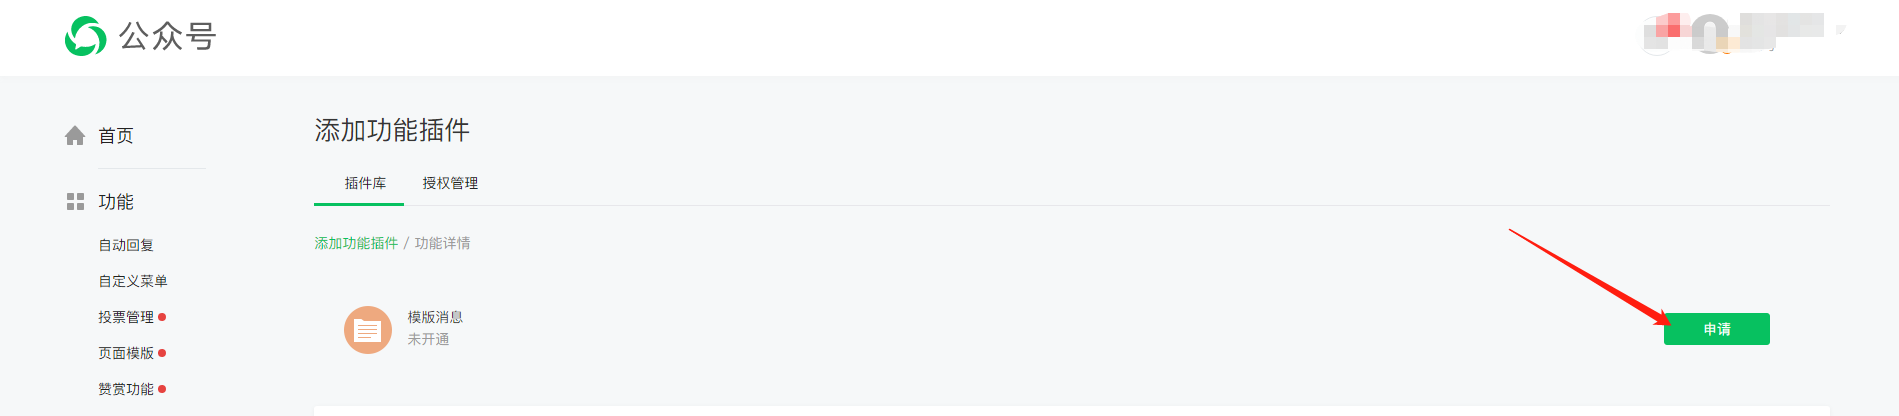 公众号
首页
功能
自动回复
自定义菜单
投票管理
页面模版
赞赏功能
添加功能插件
插件库 授权管理
添加功能插件 / 功能详情
模版消息
未开通
申请